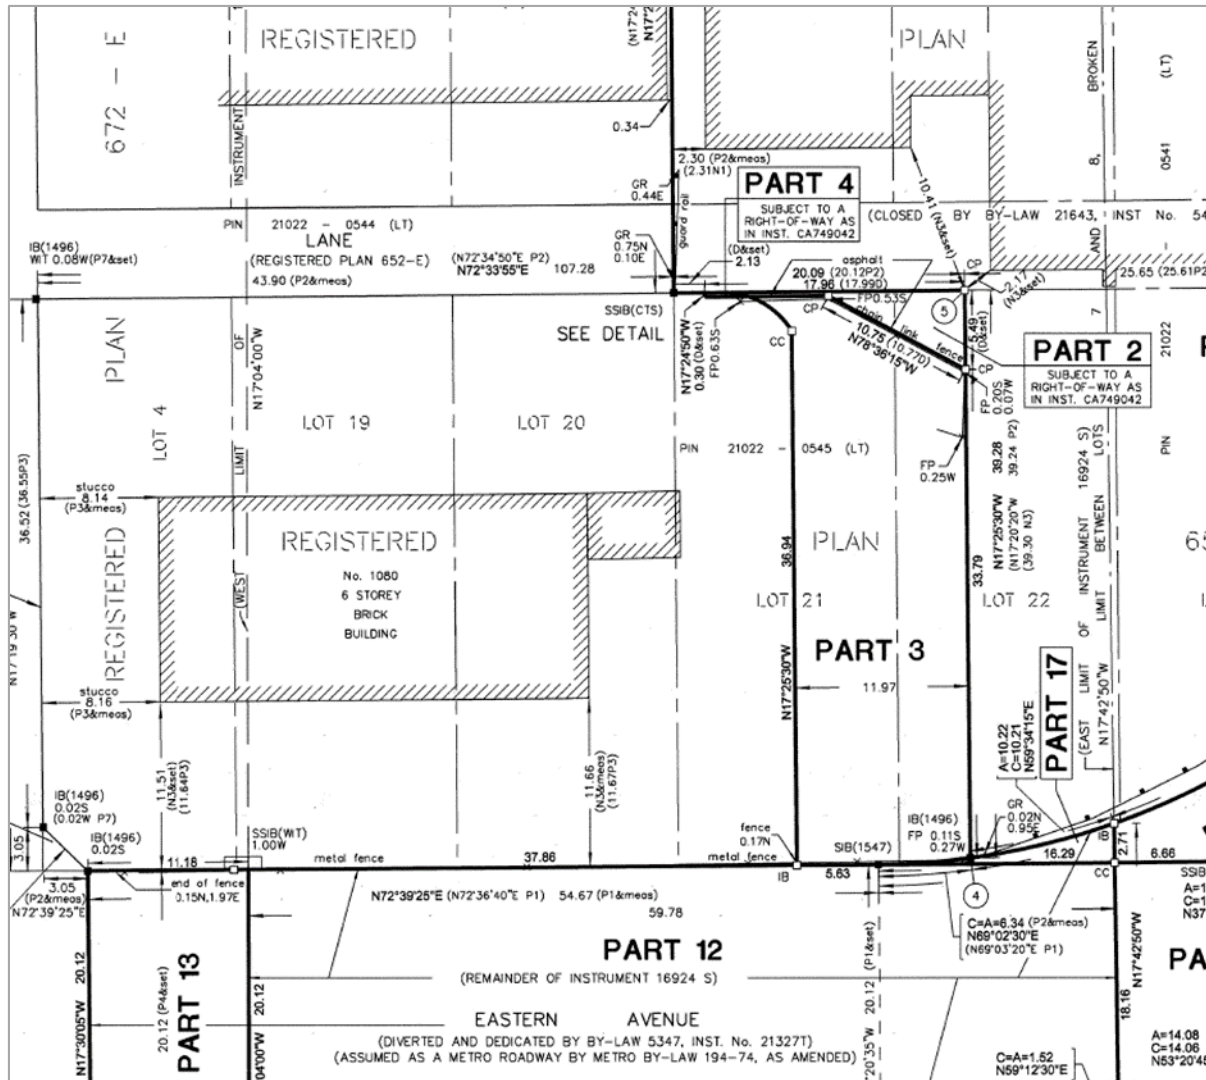 672 - E
REGISTERED
PLAN
INSTRUMENT
(N17°24'
N17°2
BROKEN
8,
AND
7
(LT)
0541
-
21022
PIN
0.34
2.30 (P2&meas)
(2.31N1)
GR
0.44E
guard rail
PART 4
SUBJECT TO A
RIGHT-OF-WAY AS
IN INST. CA749042
10.41 (N3&set)
(CLOSED BY BY-LAW 21643, INST No. 54
PIN 21022 - 0544 (LT)
LANE
(REGISTERED PLAN 652-E)
43.90 (P2&meas)
(N72°34'50"E P2)
N72°33'55"E
107.28
IB(1496)
WIT 0.08W(P7&set)
GR
0.75N
0.10E
(D&set)
2.13
asphalt
20.09 (20.12P2)
17.96 (17.99D)
CP
2.17
(N3&set)
25.65 (25.61P2
SSIB(CTS)
SEE DETAIL
FP0.53S
CP
5
chain link fence
10.75 (10.77D)
N78°36'15"W
5.49
(D&set)
N17°24'50"W
0.30 (D&set)
FP0.63S
CC
CP
PART 2
SUBJECT TO A
RIGHT-OF-WAY AS
IN INST. CA749042
FP
0.20S
0.07W
PLAN
LOT 4
OF
LIMIT
(WEST
N17°04'00"W
LOT 19
LOT 20
PIN 21022 - 0545 (LT)
FP
0.25W
39.28
39.24 P2)
N17°25'30"W
(N17°20'20"W
(39.30 N3)
16924 S)
LOTS
INSTRUMENT
BETWEEN
OF
LIMIT
LIMIT
(EAST
N17°42'50"W
36.52 (36.55P3)
stucco
8.14
(P3&meas)
REGISTERED
REGISTERED
No. 1080
6 STOREY
BRICK
BUILDING
36.94
PLAN
33.79
65
LOT 21
LOT 22
N17°19'30"W
PART 3
11.97
N17°25'30"W
stucco
8.16
(P3&meas)
A=10.22
C=10.21
N59°34'15"E
PART 17
11.51
(N3&set)
(11.64P3)
11.66
(N3&meas)
(11.67P3)
IB(1496)
0.02S
(0.02W P7)
IB(1496)
0.02S
3.05
SSIB(WIT)
1.00W
fence
0.17N
IB(1496)
FP 0.11S
0.27W
GR
0.02N
0.95E
IB
2.71
SIB(1547)
11.18
metal fence
37.86
metal fence
IB
5.63
16.29
CC
6.66
SSIB
3.05
(P2&meas)
N72°39'25"E
end of fence
0.15N,1.97E
N72°39'25"E (N72°36'40"E P1) 54.67 (P1&meas)
59.78
4
C=A=6.34 (P2&meas)
N69°02'30"E
(N69°03'20"E P1)
A=1
C=1
N37
PART 12
(REMAINDER OF INSTRUMENT 16924 S)
PART 13
20.12
N17°30'05"W
20.12 (P4&set)
20.12
04'00"W
20.12 (P1&set)
°20'35"W
N17°42'50"W
18.16
PA
EASTERN AVENUE
(DIVERTED AND DEDICATED BY BY-LAW 5347, INST. No. 21327T)
(ASSUMED AS A METRO ROADWAY BY METRO BY-LAW 194-74, AS AMENDED)
C=A=1.52
N59°12'30"E
A=14.08
C=14.06
N53°20'45